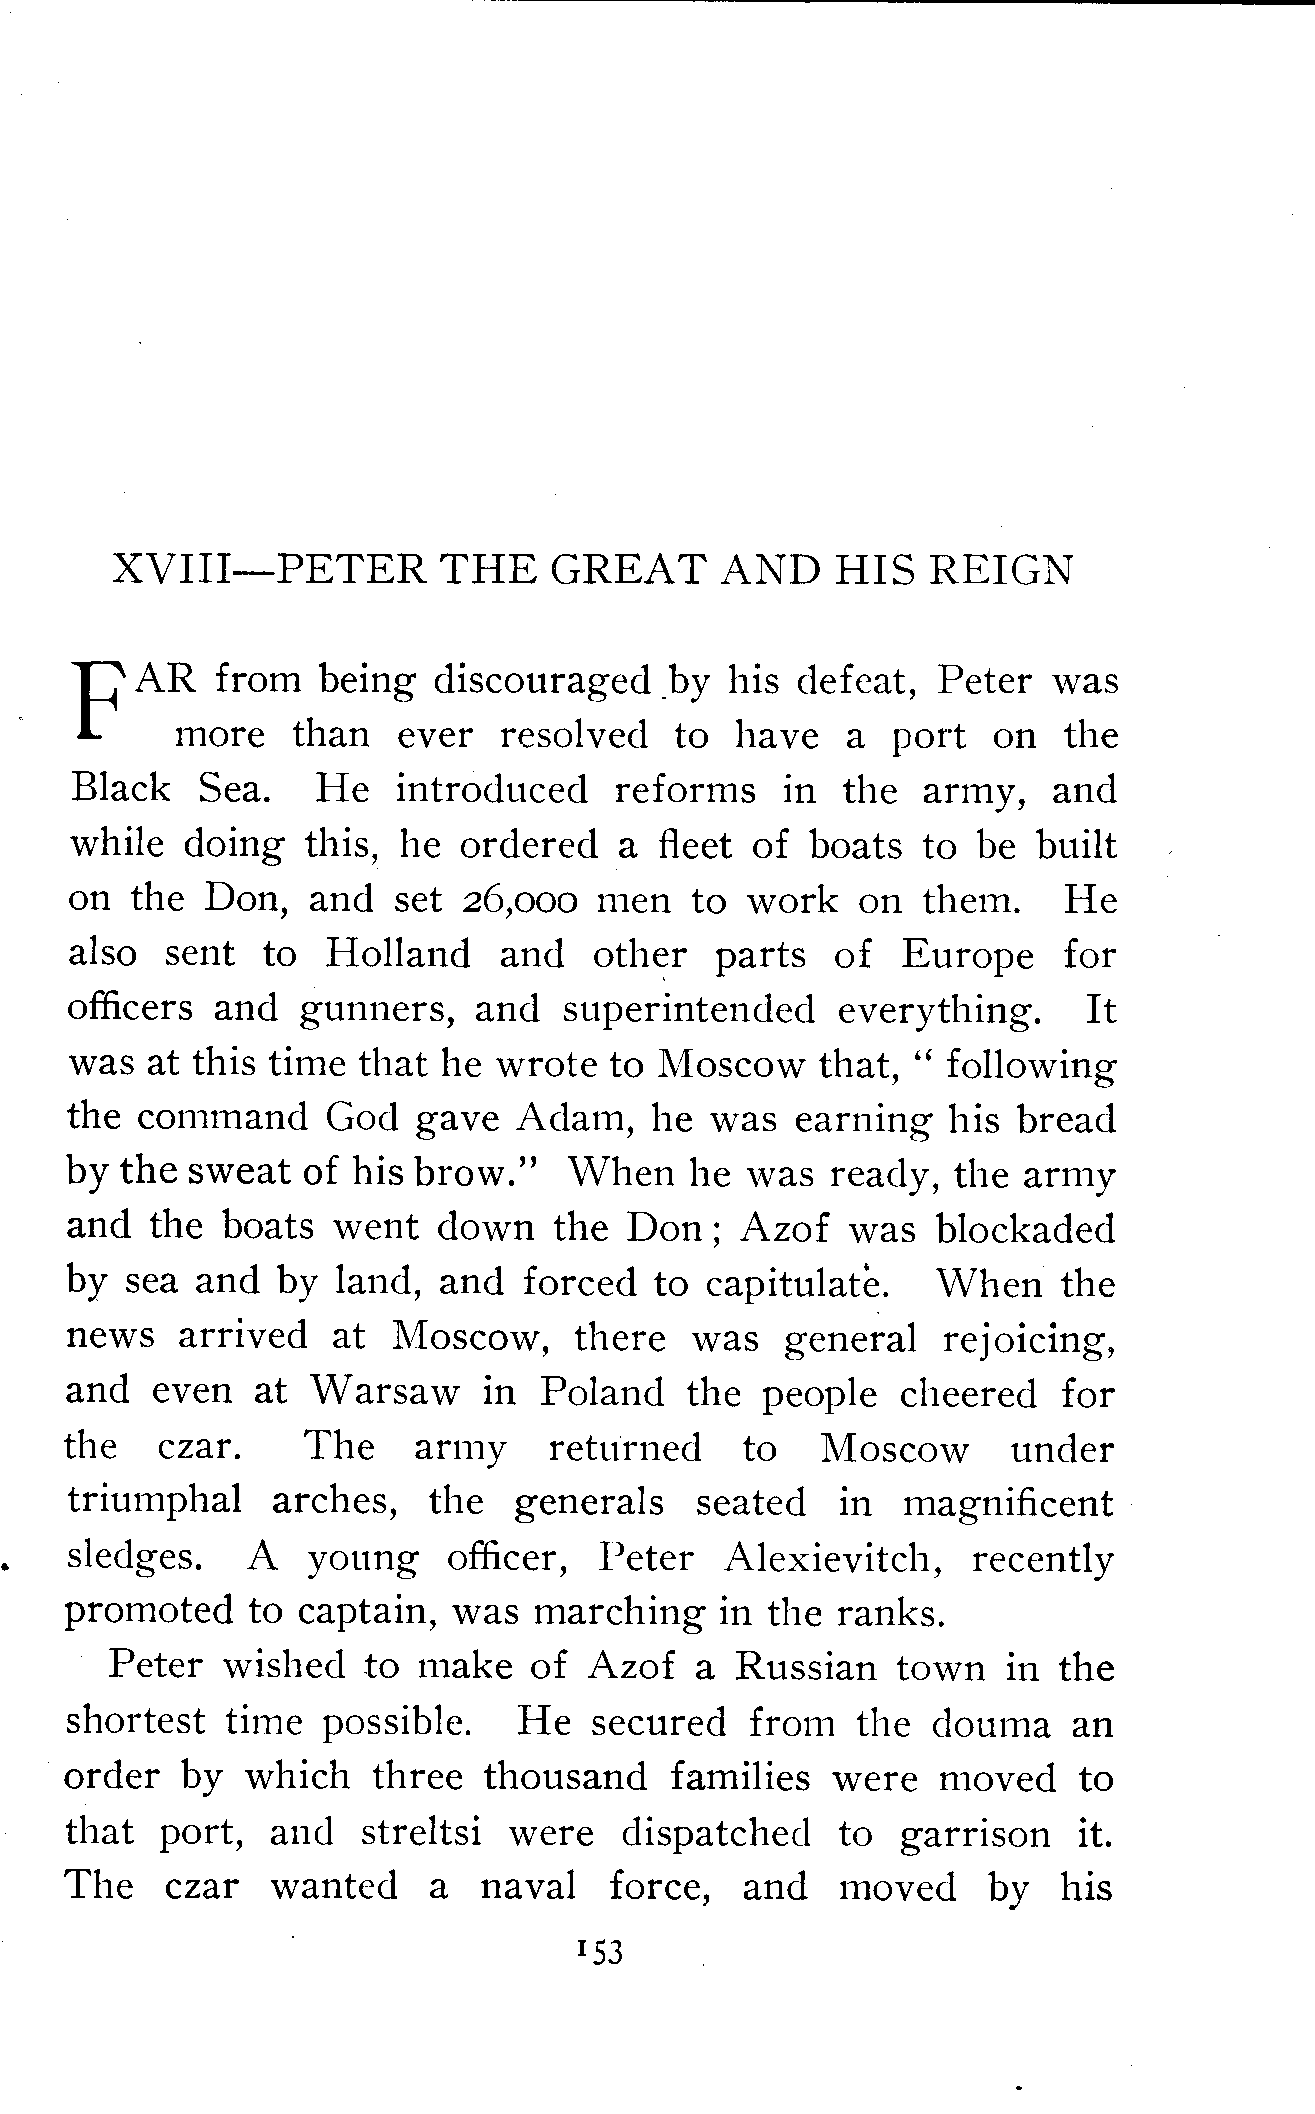 XVIII—PETER THE GREAT AND HIS REIGN
FAR from being discouraged by his defeat, Peter was
more than ever resolved to have a port on the
Black Sea. He introduced reforms in the army, and
while doing this, he ordered a fleet of boats to be built
on the Don, and set 26,000 men to work on them. He
also sent to Holland and other parts of Europe for
officers and gunners, and superintended everything. It
was at this time that he wrote to Moscow that, “ following
the command God gave Adam, he was earning his bread
by the sweat of his brow.” When he was ready, the army
and the boats went down the Don ; Azof was blockaded
by sea and by land, and forced to capitulate. When the
news arrived at Moscow, there was general rejoicing,
and even at Warsaw in Poland the people cheered for
the czar. The army returned to Moscow under
triumphal arches, the generals seated in magnificent
sledges. A young officer, Peter Alexievitch, recently
promoted to captain, was marching in the ranks.
Peter wished to make of Azof a Russian town in the
shortest time possible. He secured from the douma an
order by which three thousand families were moved to
that port, and streltsi were dispatched to garrison it.
The czar wanted a naval force, and moved by his
153